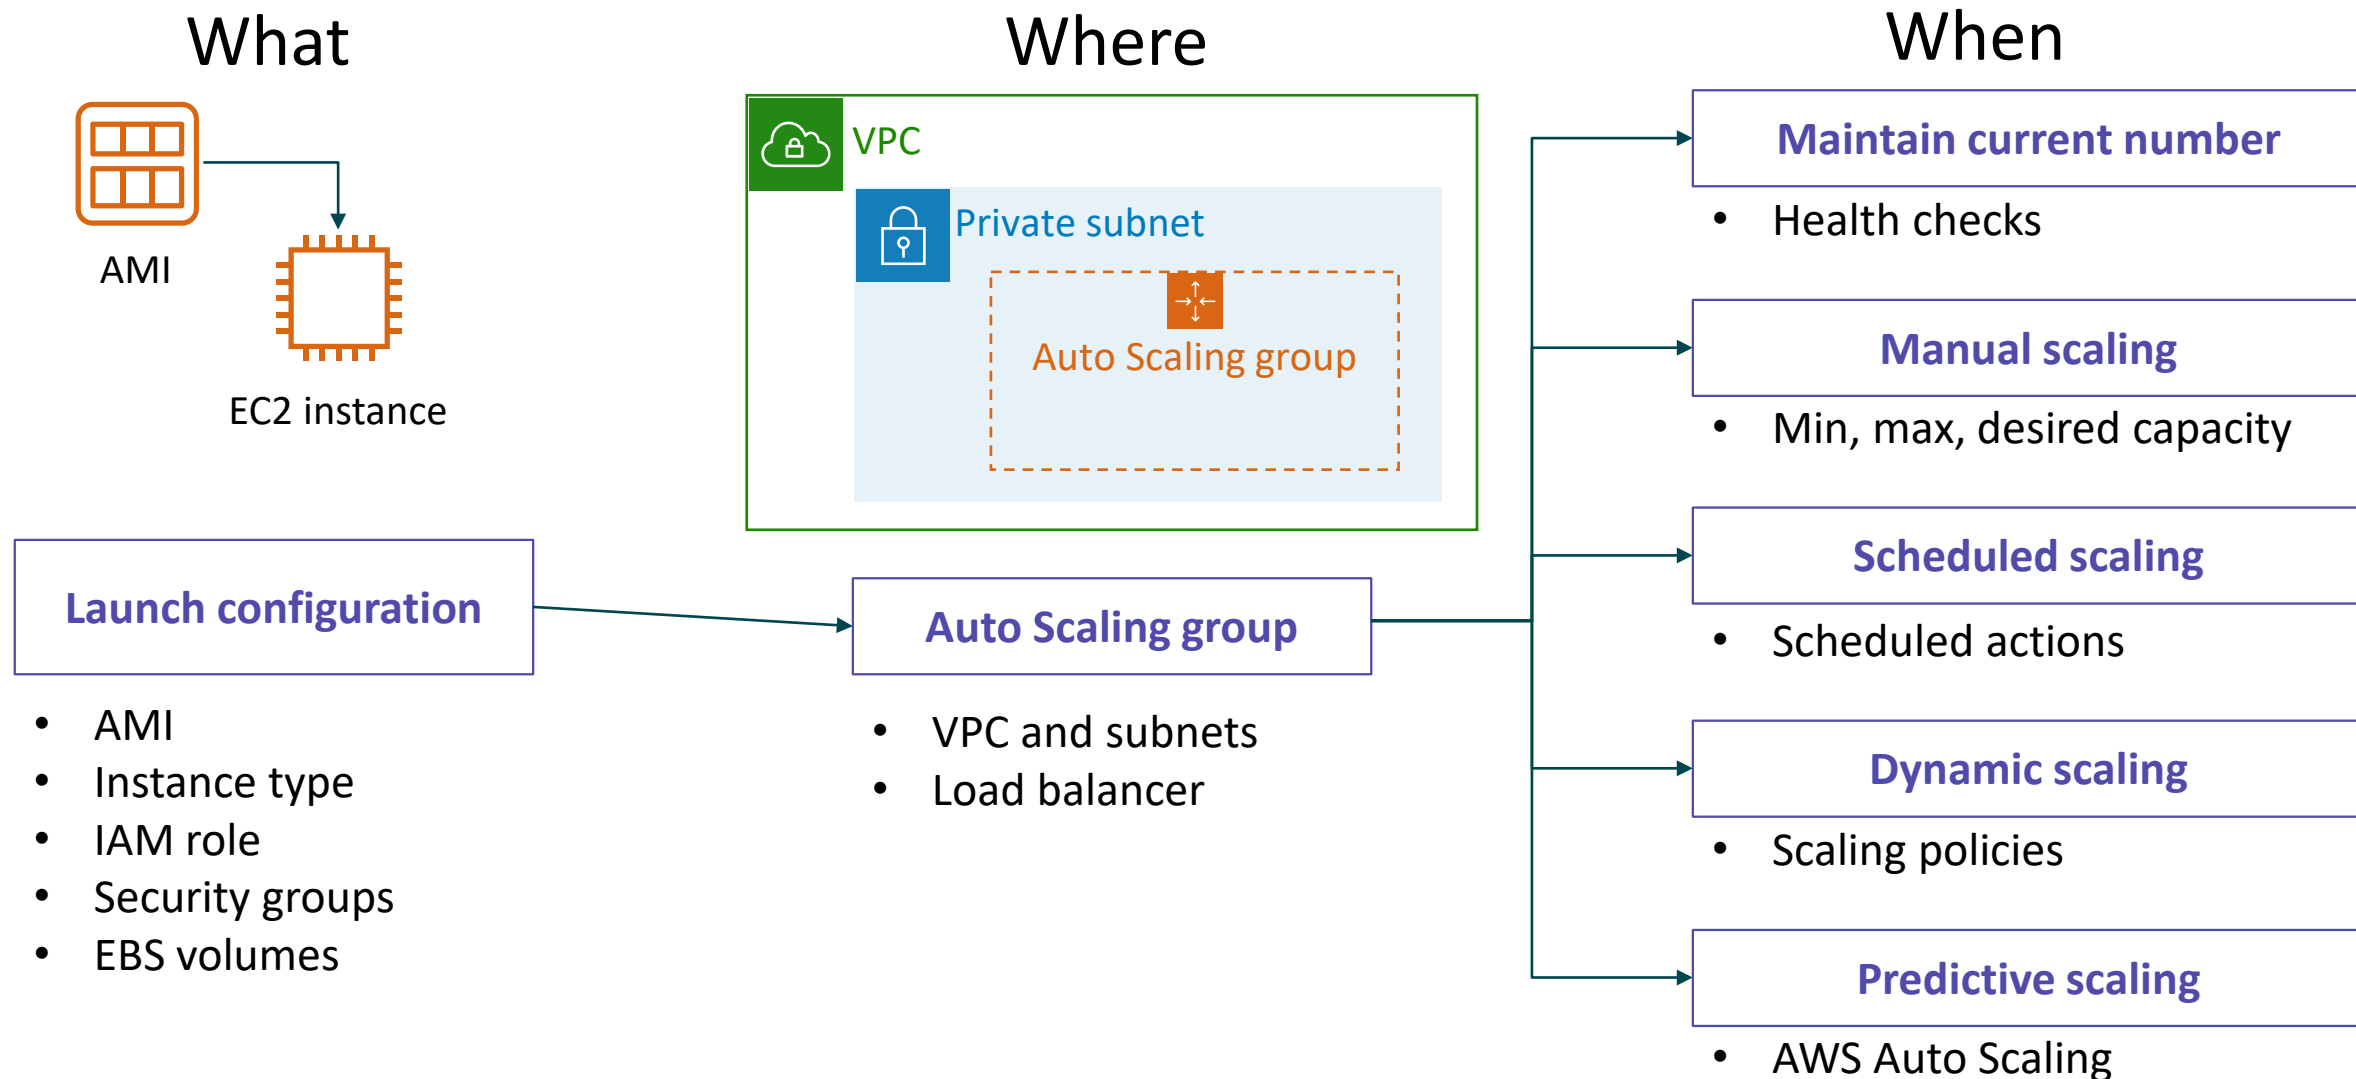 What
AMI
EC2 instance
Launch configuration
• AMI
• Instance type
• IAM role
• Security groups
• EBS volumes
Where
VPC
Private subnet
Auto Scaling group
Auto Scaling group
• VPC and subnets
• Load balancer
When
Maintain current number
• Health checks
Manual scaling
• Min, max, desired capacity
Scheduled scaling
• Scheduled actions
Dynamic scaling
• Scaling policies
Predictive scaling
• AWS Auto Scaling